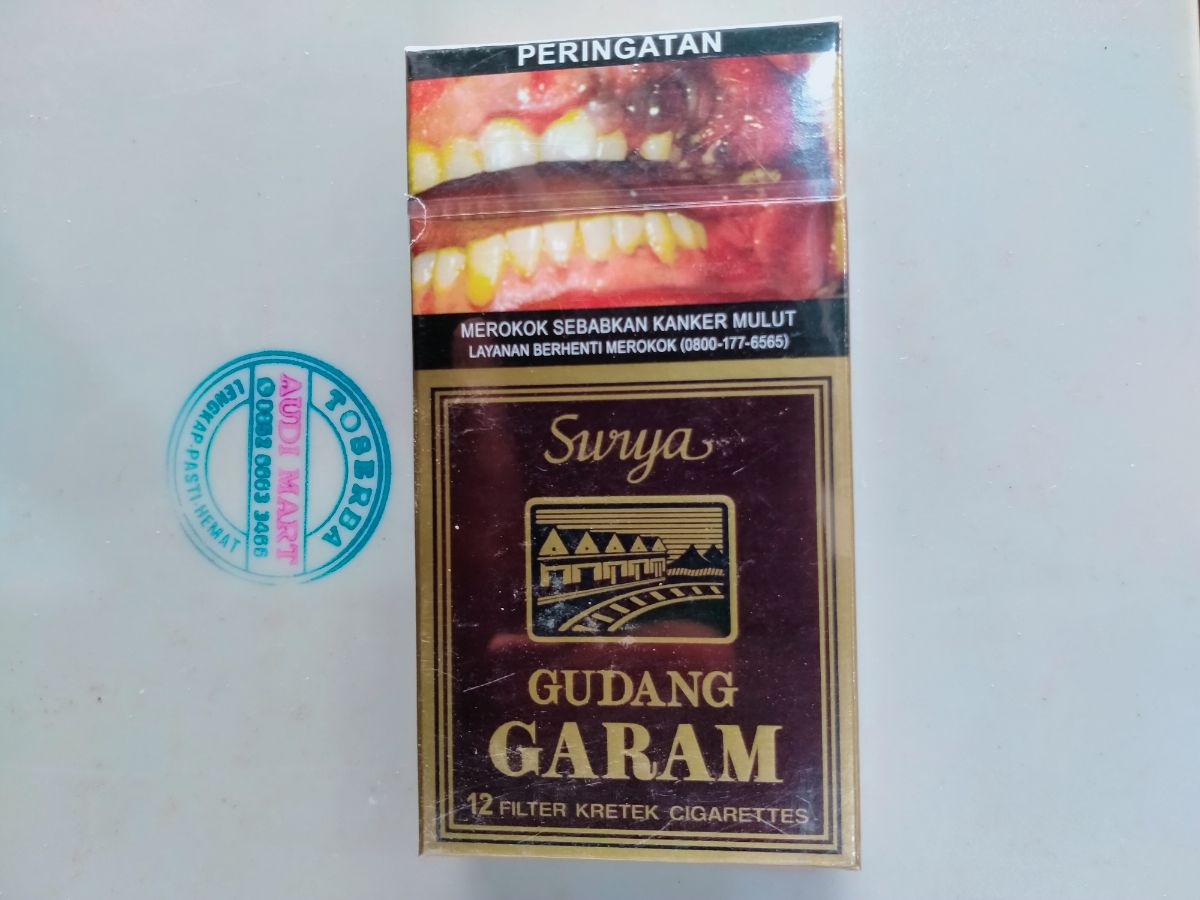 PERINGATAN
MEROKOK SEBABKAN KANKER MULUT
LAYANAN BERHENTI MEROKOK (0800-177-6565)
Surya
GUDANG
GARAM
12 FILTER KRETEK CIGARETTES
TOSERBA
AUDI MART
LENGKAP-PASTI-HEMAT